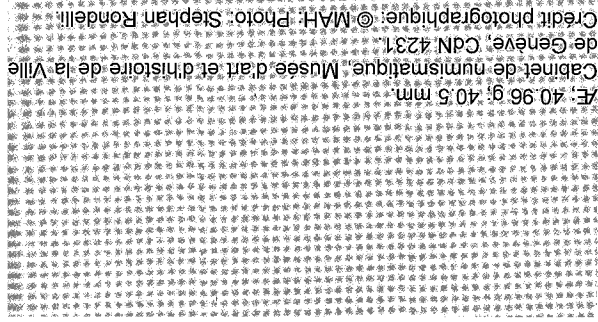 Æ; 40.96 g; 40.5 mm
Cabinet de numismatique, Musée d'art et d'histoire de la Ville
de Genève, CdN 4231
Crédit photographique: © MAH. Photo: Stephan Rondelli.